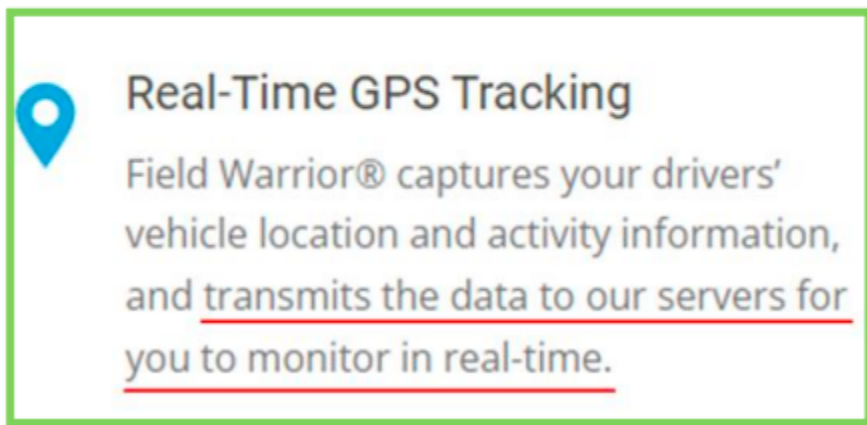 Real-Time GPS Tracking
Field Warrior® captures your drivers’
vehicle location and activity information,
and transmits the data to our servers for
you to monitor in real-time.